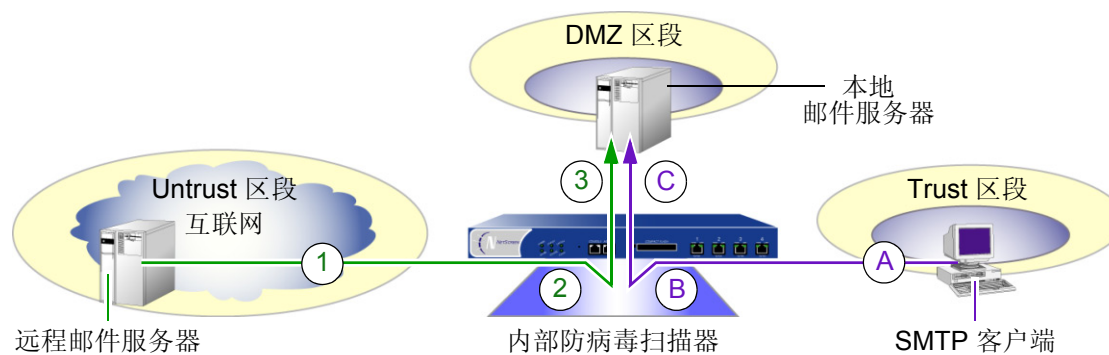 DMZ 区段
本地
邮件服务器
3
C
Untrust 区段
互联网
Trust 区段
NetScreen
1
A
2
B
远程邮件服务器
内部防病毒扫描器
SMTP 客户端